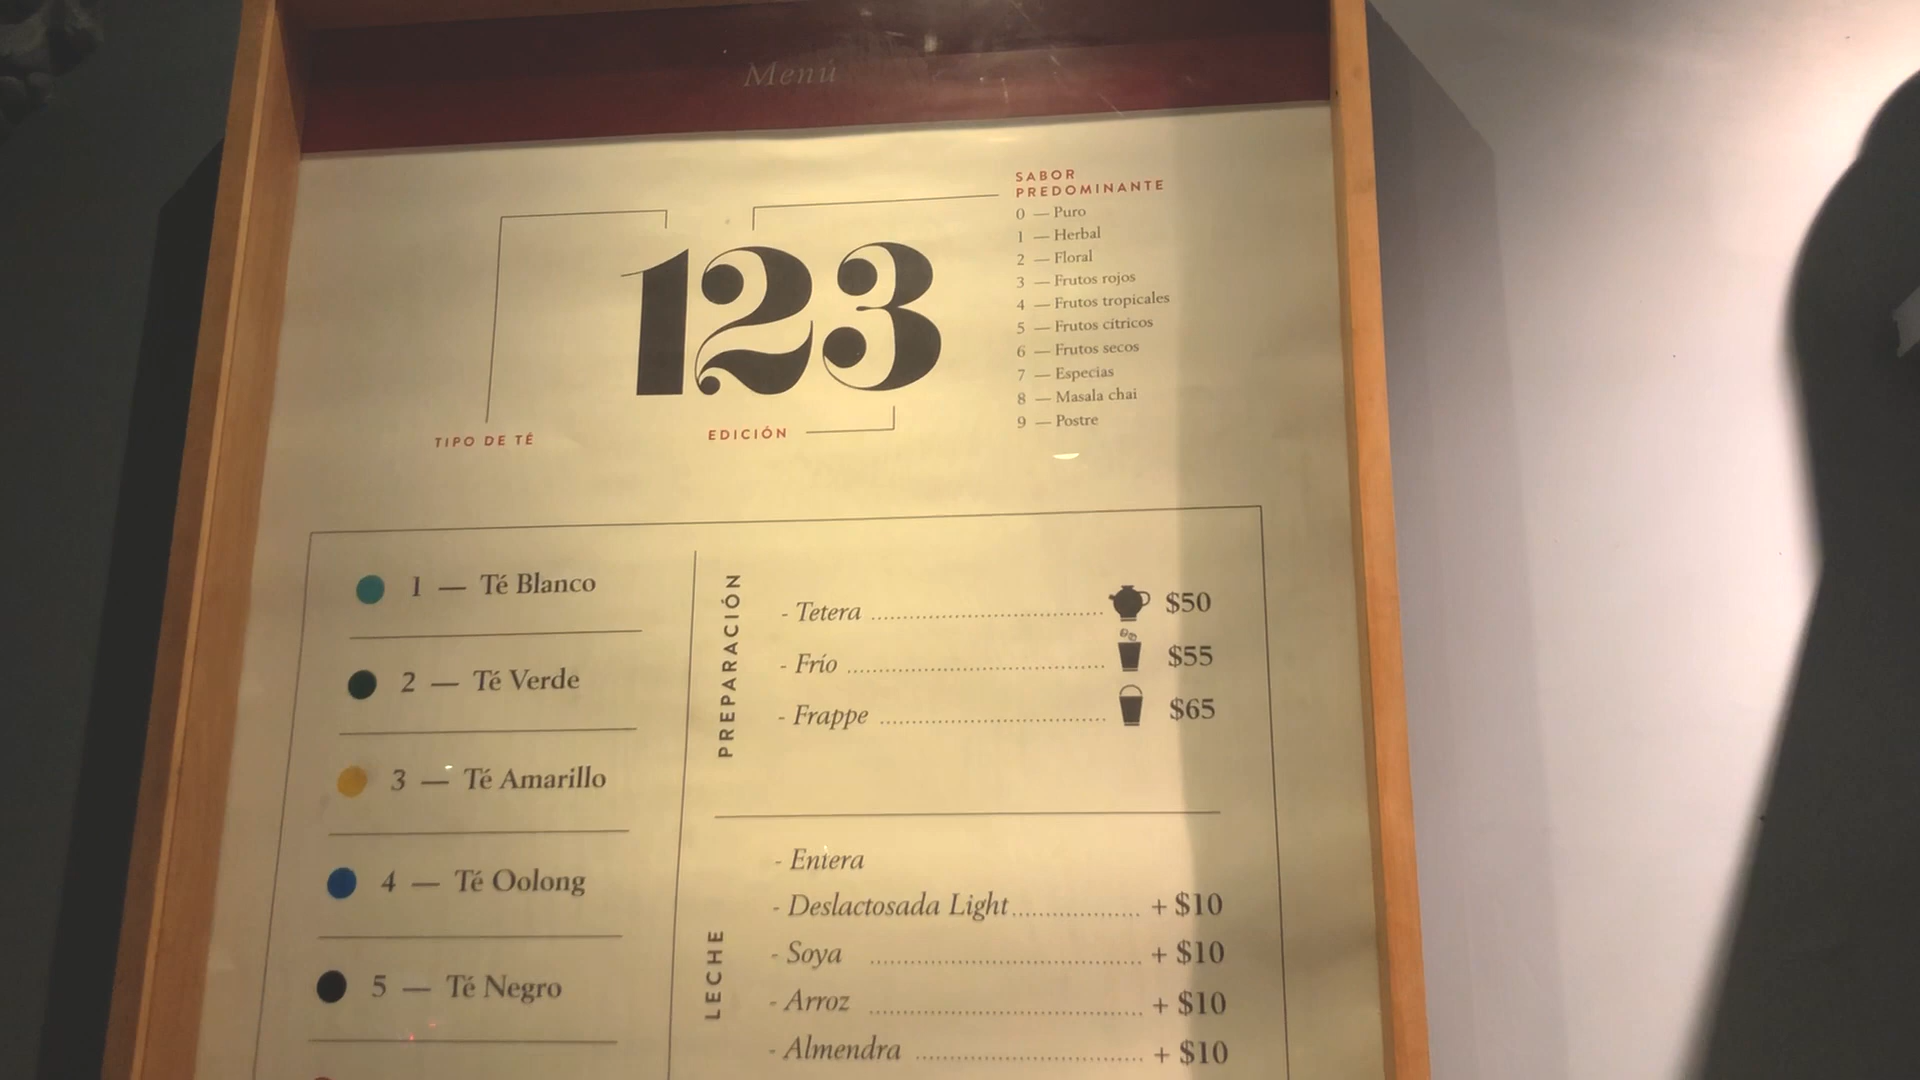 Menú
SABOR
PREDOMINANTE
0 — Puro
1 — Herbal
2 — Floral
3 — Frutos rojos
4 — Frutos tropicales
5 — Frutos cítricos
6 — Frutos secos
7 — Especias
8 — Masala chai
9 — Postre
123
TIPO DE TÉ
EDICIÓN
1 — Té Blanco
2 — Té Verde
3 — Té Amarillo
4 — Té Oolong
5 — Té Negro
PREPARACIÓN
- Tetera $50
- Frío $55
- Frappe $65
LECHE
- Entera
- Deslactosada Light + $10
- Soya + $10
- Arroz + $10
- Almendra + $10